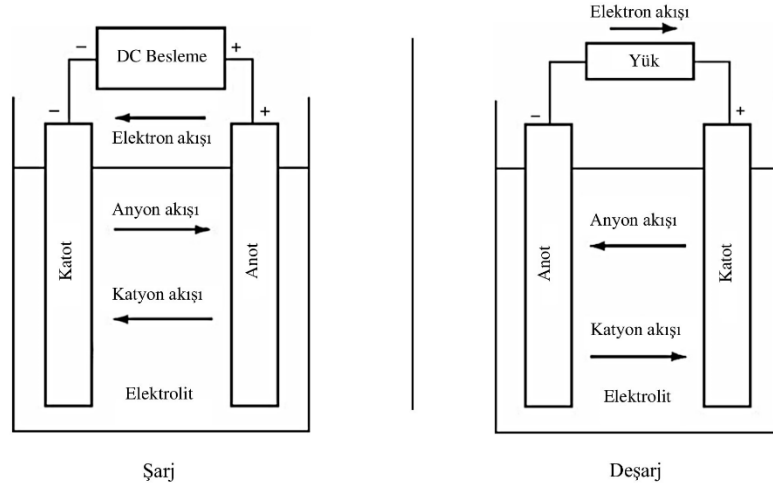 − DC Besleme +
− +
Elektron akışı
Anyon akışı
Katot
Anot
Katyon akışı
Elektrolit
Şarj
Elektron akışı
Yük
− +
Anyon akışı
Anot
Katot
Katyon akışı
Elektrolit
Deşarj